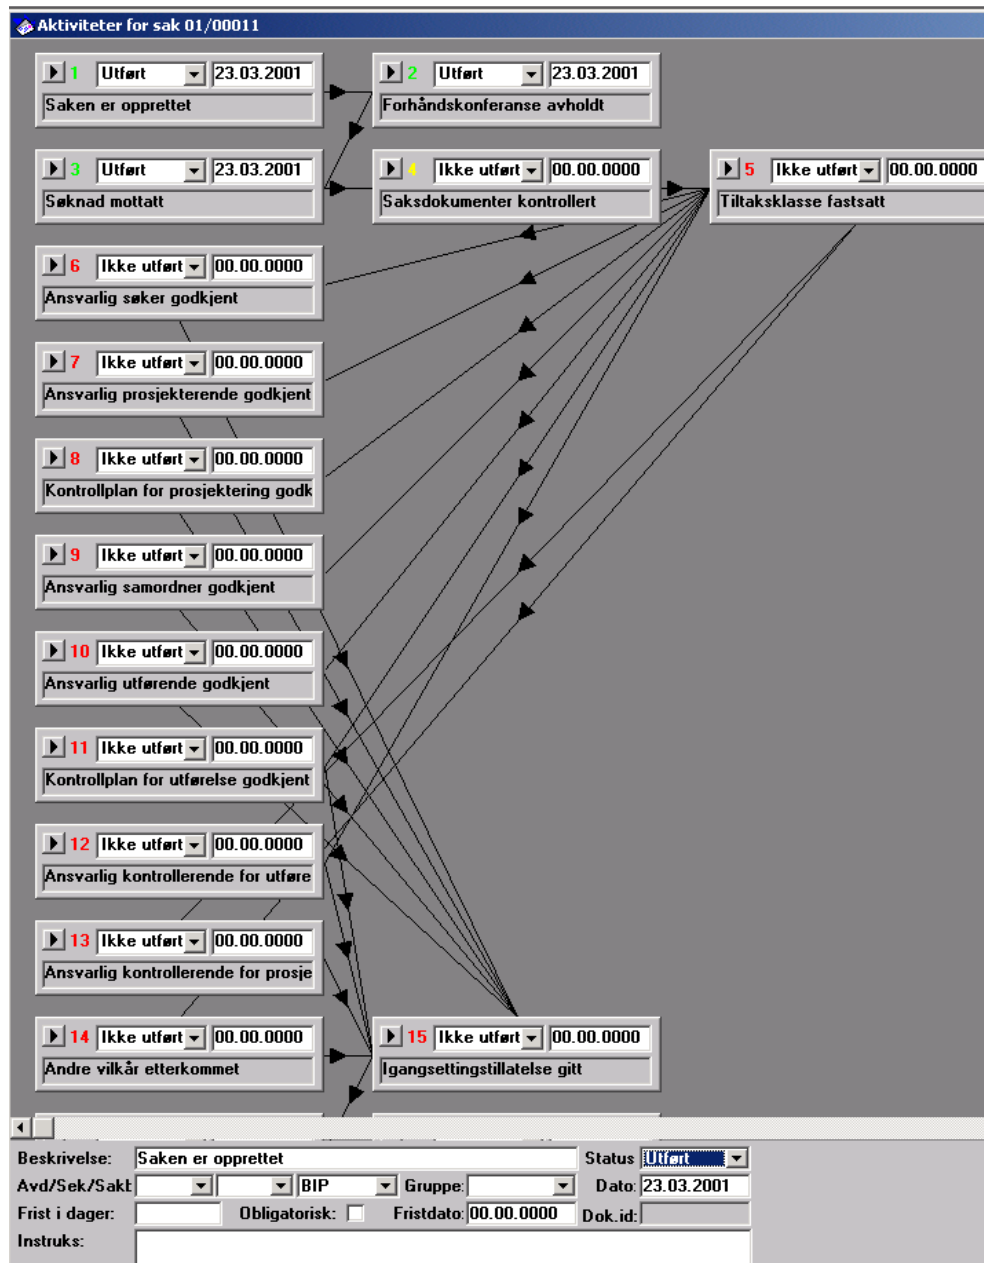 Aktiviteter for sak 01/00011
1 Utført 23.03.2001
Saken er opprettet
2 Utført 23.03.2001
Forhåndskonferanse avholdt
3 Utført 23.03.2001
Søknad mottatt
4 Ikke utført 00.00.0000
Saksdokumenter kontrollert
5 Ikke utført 00.00.0000
Tiltaksklasse fastsatt
6 Ikke utført 00.00.0000
Ansvarlig søker godkjent
7 Ikke utført 00.00.0000
Ansvarlig prosjekterende godkjent
8 Ikke utført 00.00.0000
Kontrollplan for prosjektering godk
9 Ikke utført 00.00.0000
Ansvarlig samordner godkjent
10 Ikke utført 00.00.0000
Ansvarlig utførende godkjent
11 Ikke utført 00.00.0000
Kontrollplan for utførelse godkjent
12 Ikke utført 00.00.0000
Ansvarlig kontrollerende for utføre
13 Ikke utført 00.00.0000
Ansvarlig kontrollerende for prosje
14 Ikke utført 00.00.0000
Andre vilkår etterkommet
15 Ikke utført 00.00.0000
Igangsettingstillatelse gitt
Beskrivelse: Saken er opprettet Status Utført
Avd/Sek/Sakt BIP Gruppe: Dato: 23.03.2001
Frist i dager: Obligatorisk: Fristdato: 00.00.0000 Dok.id:
Instruks: